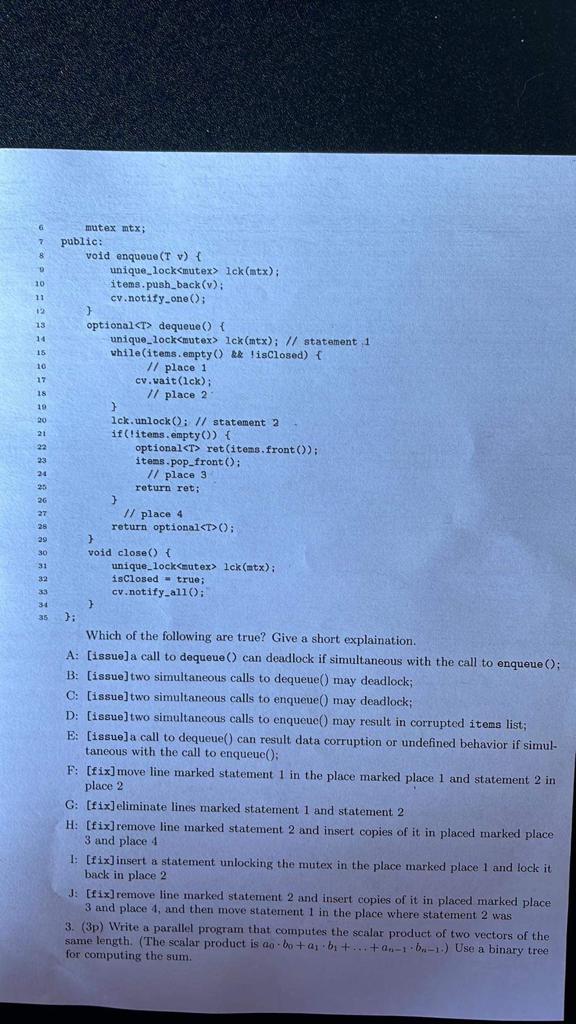 6 mutex mtx;
7 public:
8 void enqueue(T v) {
9 unique_lock<mutex> lck(mtx);
10 items.push_back(v);
11 cv.notify_one();
12 }
13 optional<T> dequeue() {
14 unique_lock<mutex> lck(mtx); // statement 1
15 while(items.empty() && !isClosed) {
16 // place 1
17 cv.wait(lck);
18 // place 2
19 }
20 lck.unlock(); // statement 2
21 if(!items.empty()) {
22 optional<T> ret(items.front());
23 items.pop_front();
24 // place 3
25 return ret;
26 }
27 // place 4
28 return optional<T>();
29 }
30 void close() {
31 unique_lock<mutex> lck(mtx);
32 isClosed = true;
33 cv.notify_all();
34 }
35 };
Which of the following are true? Give a short explaination.
A: [issue]a call to dequeue() can deadlock if simultaneous with the call to enqueue();
B: [issue]two simultaneous calls to dequeue() may deadlock;
C: [issue]two simultaneous calls to enqueue() may deadlock;
D: [issue]two simultaneous calls to enqueue() may result in corrupted items list;
E: [issue]a call to dequeue() can result data corruption or undefined behavior if simul-
taneous with the call to enqueue();
F: [fix]move line marked statement 1 in the place marked place 1 and statement 2 in
place 2
G: [fix]eliminate lines marked statement 1 and statement 2
H: [fix]remove line marked statement 2 and insert copies of it in placed marked place
3 and place 4
I: [fix]insert a statement unlocking the mutex in the place marked place 1 and lock it
back in place 2
J: [fix]remove line marked statement 2 and insert copies of it in placed marked place
3 and place 4, and then move statement 1 in the place where statement 2 was
3. (3p) Write a parallel program that computes the scalar product of two vectors of the
same length. (The scalar product is a₀ · b₀ + a₁ · b₁ + ... + aₙ₋₁ · bₙ₋₁.) Use a binary tree
for computing the sum.